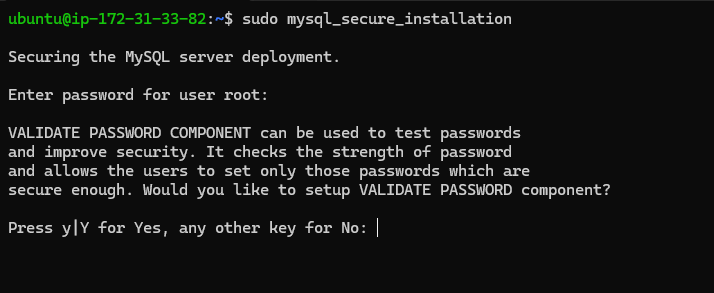 ubuntu@ip-172-31-33-82:~$ sudo mysql_secure_installation
Securing the MySQL server deployment.
Enter password for user root:
VALIDATE PASSWORD COMPONENT can be used to test passwords
and improve security. It checks the strength of password
and allows the users to set only those passwords which are
secure enough. Would you like to setup VALIDATE PASSWORD component?
Press y|Y for Yes, any other key for No: